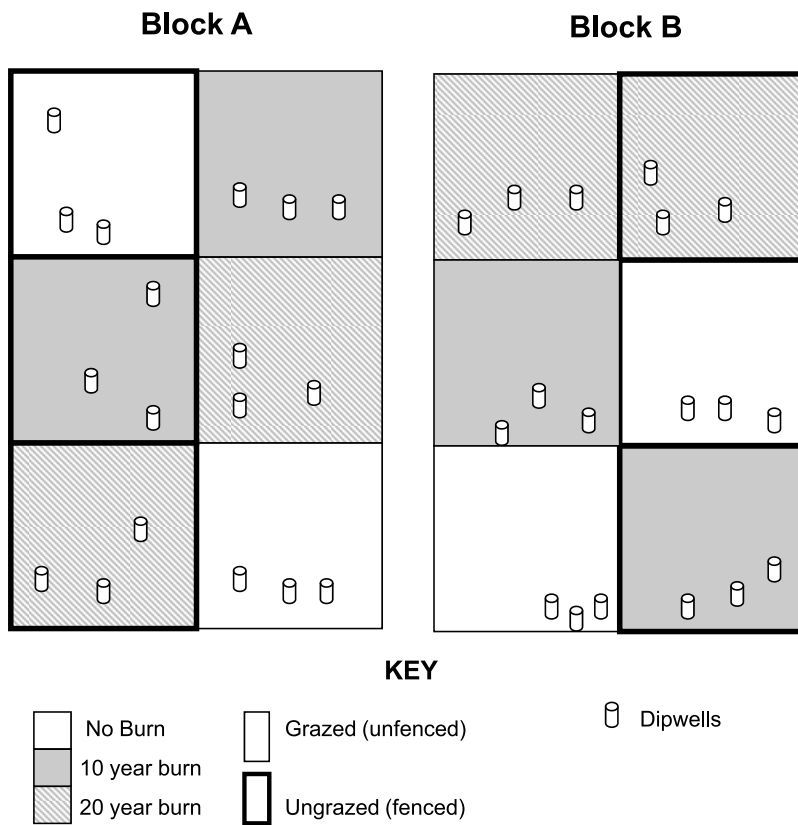 Block A
Block B
KEY
No Burn
10 year burn
20 year burn
Grazed (unfenced)
Ungrazed (fenced)
Dipwells